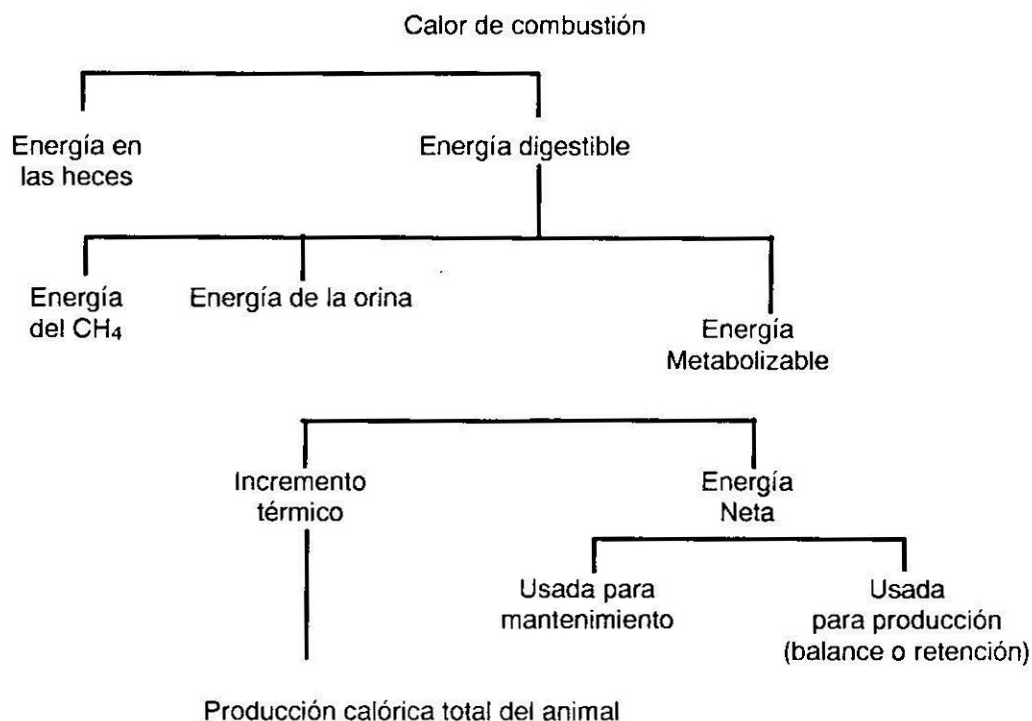 Calor de combustión
Energía en
las heces
Energía digestible
Energía
del CH₄
Energía de la orina
Energía
Metabolizable
Incremento
térmico
Energía
Neta
Usada para
mantenimiento
Usada
para producción
(balance o retención)
Producción calórica total del animal